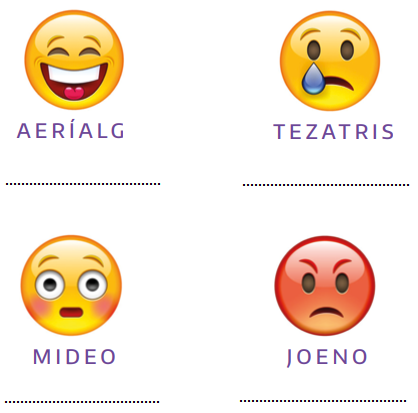 AERÍALG
TEZATRIS
MIDEO
JOENO